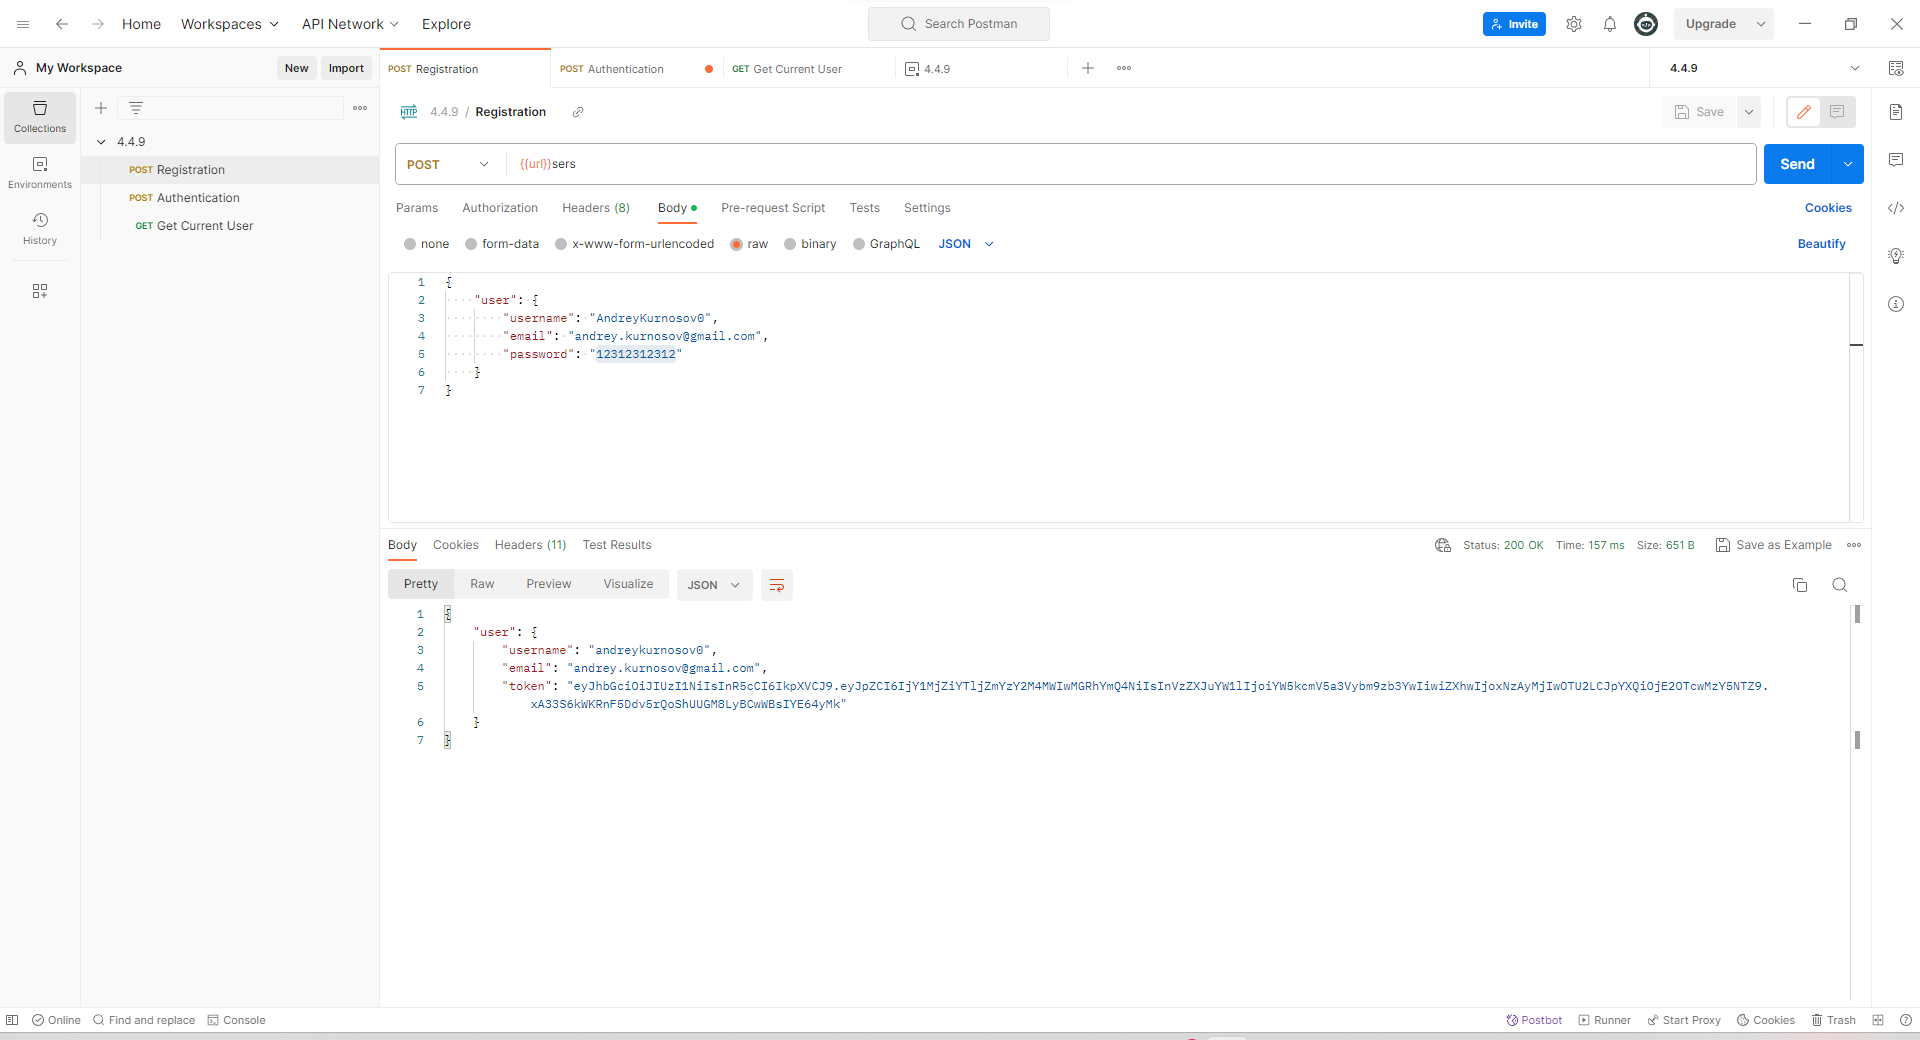 Home Workspaces API Network Explore Search Postman Invite Upgrade
My Workspace New Import POST Registration POST Authentication GET Get Current User 4.4.9 4.4.9
Collections
Environments
History
4.4.9
POST Registration
POST Authentication
GET Get Current User
HTTP 4.4.9 / Registration Save
POST {{url}}sers Send
Params Authorization Headers (8) Body Pre-request Script Tests Settings Cookies
none form-data x-www-form-urlencoded raw binary GraphQL JSON Beautify
1 {
2 "user": {
3 "username": "AndreyKurnosov0",
4 "email": "andrey.kurnosov@gmail.com",
5 "password": "12312312312"
6 }
7 }
Body Cookies Headers (11) Test Results Status: 200 OK Time: 157 ms Size: 651 B Save as Example
Pretty Raw Preview Visualize JSON
1 {
2 "user": {
3 "username": "andreykurnosov0",
4 "email": "andrey.kurnosov@gmail.com",
5 "token": "eyJhbGciOiJIUzI1NiIsInR5cCI6IkpXVCJ9.eyJpZCI6IjY1MjZiYTljZmYzY2M4MWIwMGRhYmQ4NiIsInVzZXJuYW1lIjoiYW5kcmV5a3Vybm9zb3YwIiwiZXhwIjoxNzAyMjIwOTU2LCJpYXQiOjE2OTcwMzY5NTZ9.
xA33S6kWKRnF5Ddv5rQoShUUGM8LyBCwWBsIYE64yMk"
6 }
7 }
Online Find and replace Console Postbot Runner Start Proxy Cookies Trash